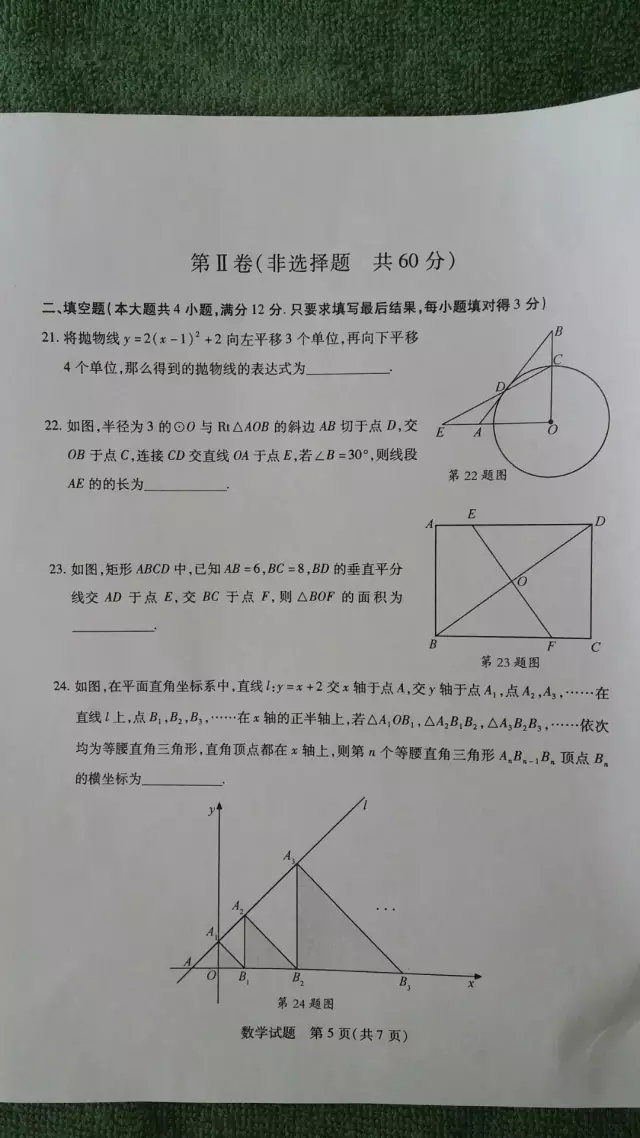 第Ⅱ卷(非选择题 共60分)
二、填空题(本大题共4小题,满分12分.只要求填写最后结果,每小题填对得3分)
21.将抛物线y=2(x-1)²+2向左平移3个单位,再向下平移
4个单位,那么得到的抛物线的表达式为________.
22.如图,半径为3的⊙O与Rt△AOB的斜边AB切于点D,交
OB于点C,连接CD交直线OA于点E,若∠B=30°,则线段
AE的的长为________.
B
C
D
E A O
第22题图
23.如图,矩形ABCD中,已知AB=6,BC=8,BD的垂直平分
线交AD于点E,交BC于点F,则△BOF的面积为
________.
A E D
O
B F C
第23题图
24.如图,在平面直角坐标系中,直线l:y=x+2交x轴于点A,交y轴于点A₁,点A₂,A₃,……在
直线l上,点B₁,B₂,B₃,……在x轴的正半轴上,若△A₁OB₁,△A₂B₁B₂,△A₃B₂B₃,……依次
均为等腰直角三角形,直角顶点都在x轴上,则第n个等腰直角三角形AₙBₙ₋₁Bₙ顶点Bₙ
的横坐标为________.
y l
A₃
A₂
…
A₁
A O B₁ B₂ B₃ x
第24题图
数学试题 第5页(共7页)